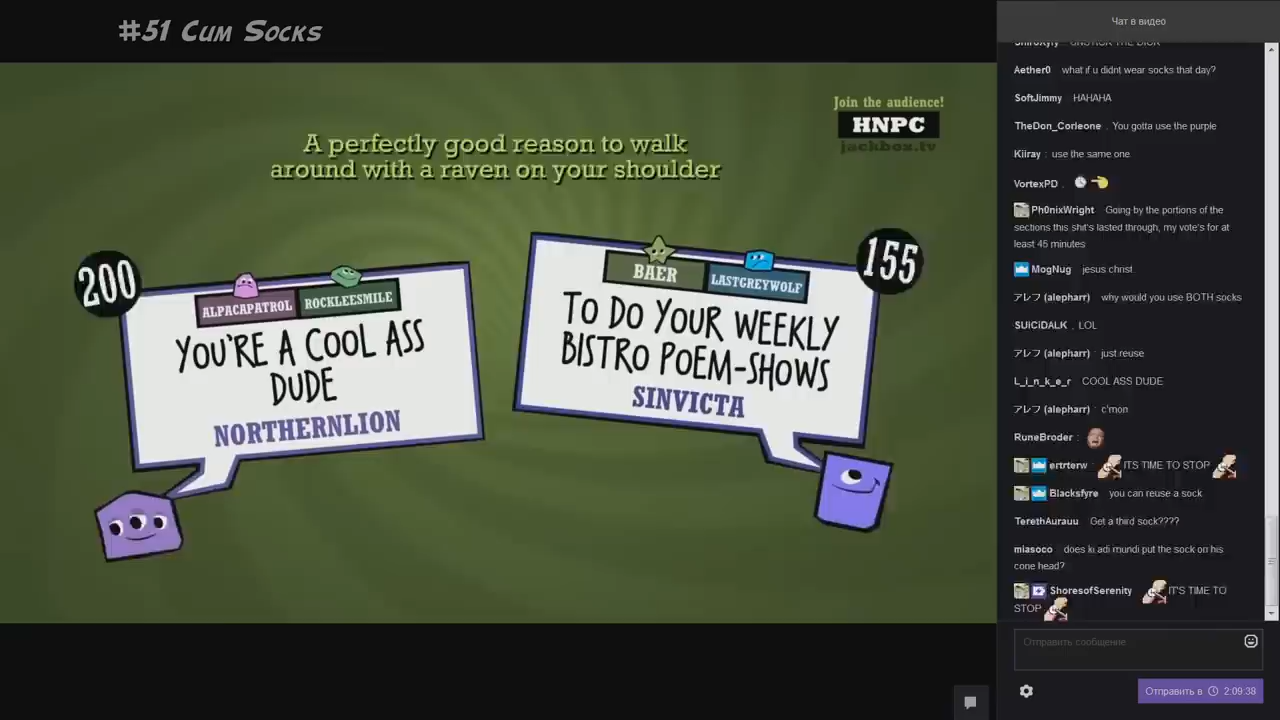 #51 Cum Socks
Join the audience!
HNPC
jackbox.tv
A perfectly good reason to walk
around with a raven on your shoulder
200
ALPACAPATROL
ROCKLEESMILE
YOU'RE A COOL ASS
DUDE
NORTHERNLION
155
BAER
LASTGREYWOLF
TO DO YOUR WEEKLY
BISTRO POEM-SHOWS
SINVICTA
Чат в видео
Aether0 what if u didnt wear socks that day?
SoftJimmy : HAHAHA
TheDon_Corleone : You gotta use the purple
Kiiray : use the same one
VortexPD :
Ph0nixWright : Going by the portions of the
sections this shit's lasted through, my vote's for at
least 45 minutes
MogNug : jesus christ
アレフ (alepharr) : why would you use BOTH socks
SUiCiDALK : LOL
アレフ (alepharr) : just reuse
L_i_n_k_e_r COOL ASS DUDE
アレフ (alepharr) : c'mon
RuneBroder :
ertrterw : ITS TIME TO STOP
Blacksfyre : you can reuse a sock
TerethAurauu Get a third sock????
miasoco : does ki adi mundi put the sock on his
cone head?
ShoresofSerenity : IT'S TIME TO
STOP
Отправить сообщение
Отправить в 2:09:38